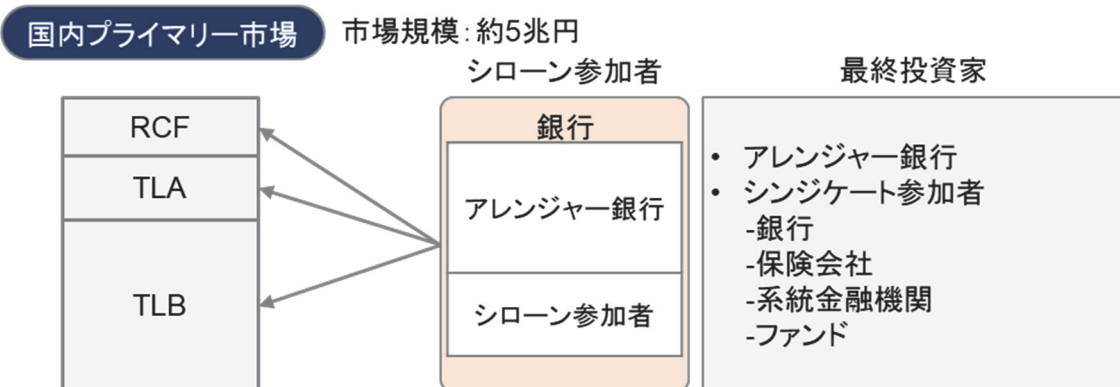 国内プライマリー市場
市場規模：約5兆円
シローン参加者
最終投資家
RCF
TLA
TLB
銀行
アレンジャー銀行
シローン参加者
• アレンジャー銀行
• シンジケート参加者
-銀行
-保険会社
-系統金融機関
-ファンド